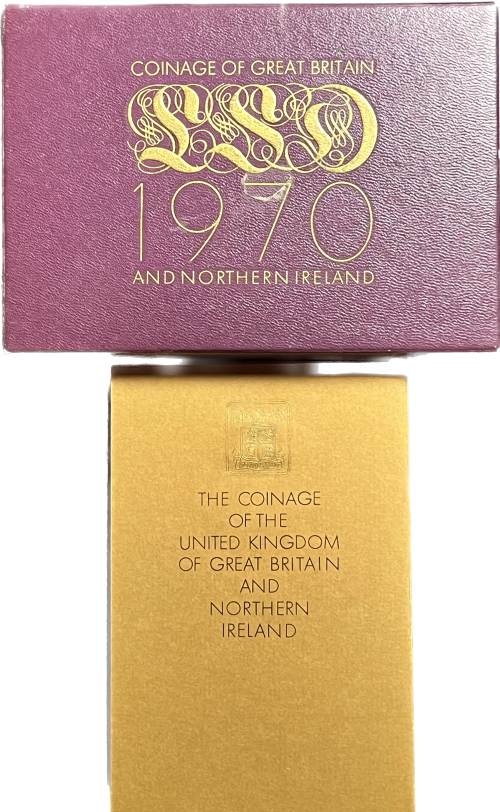 COINAGE OF GREAT BRITAIN
LSD
1970
AND NORTHERN IRELAND
THE COINAGE
OF THE
UNITED KINGDOM
OF GREAT BRITAIN
AND
NORTHERN
IRELAND